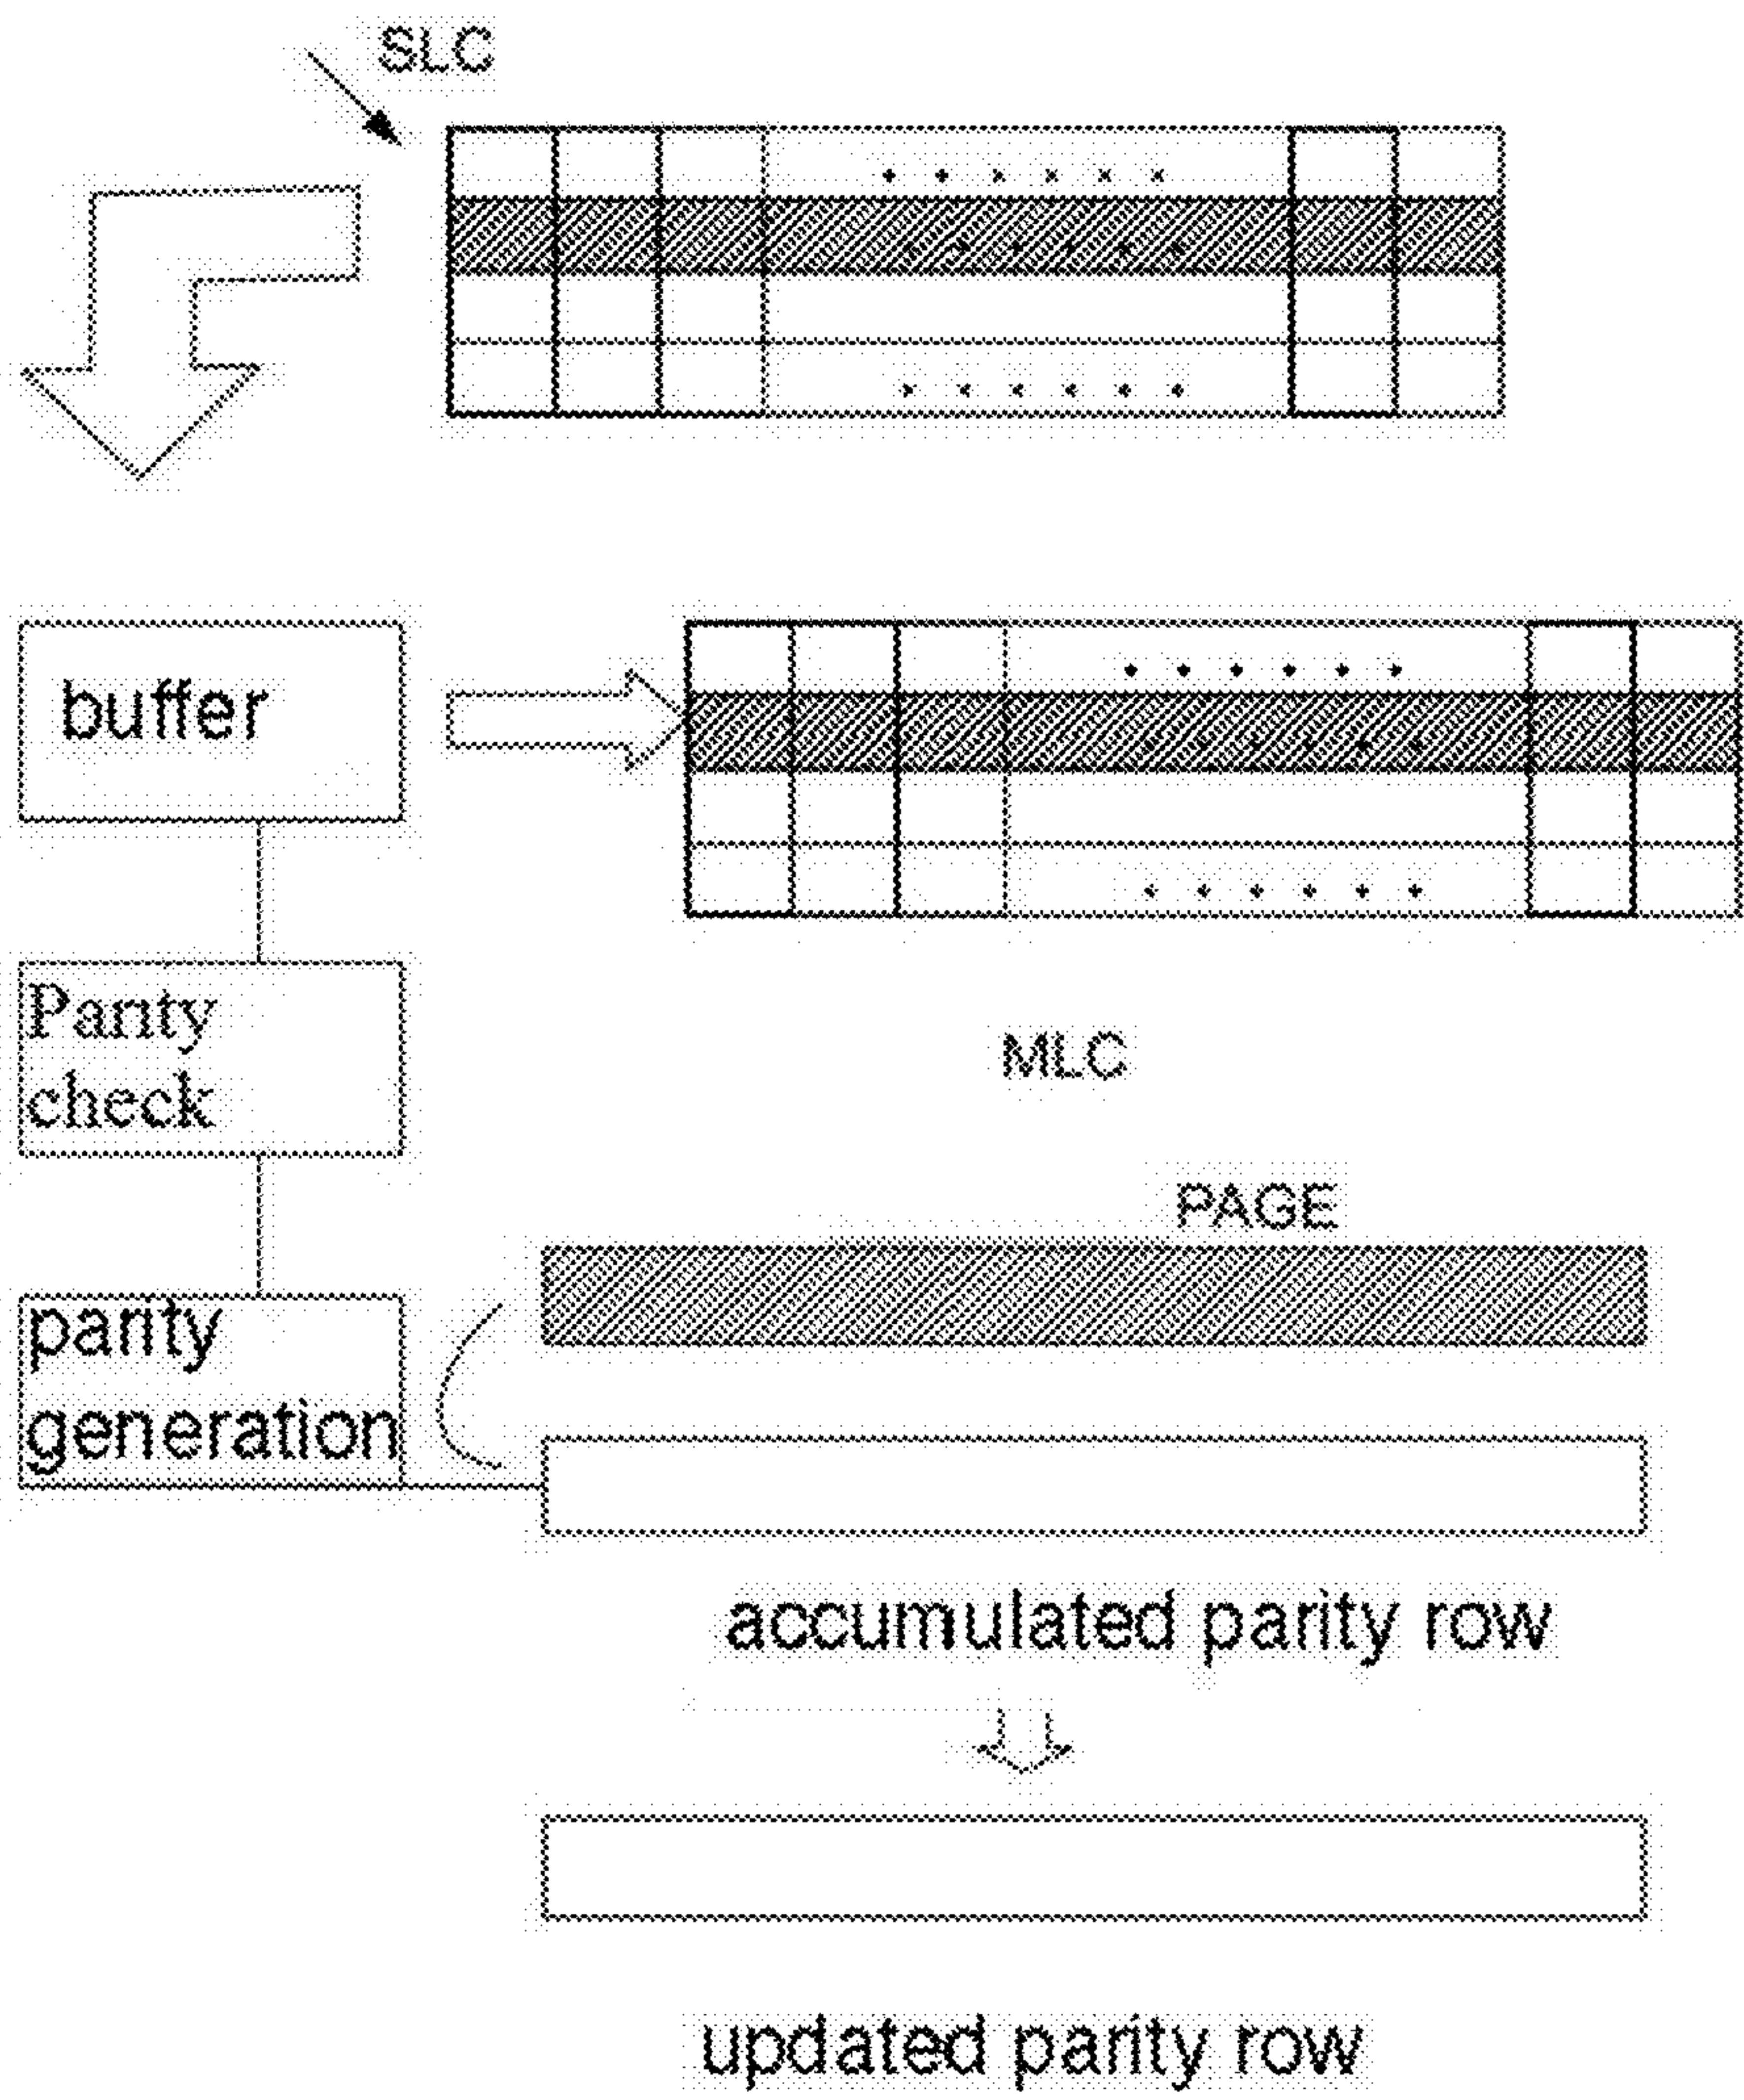 SLC
buffer
Parity
check
MLC
PAGE
parity
generation
accumulated parity row
updated parity row